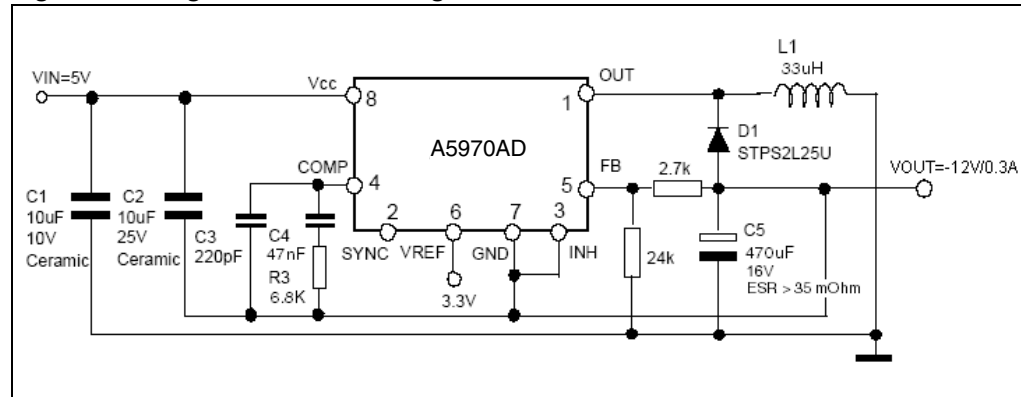 VIN=5V
Vcc
8
A5970AD
1
OUT
L1
33uH
D1
STPS2L25U
COMP
4
5
FB
2.7k
VOUT=-12V/0.3A
2
6
7
3
SYNC
VREF
GND
INH
3.3V
C1
10uF
10V
Ceramic
C2
10uF
25V
Ceramic
C3
220pF
C4
47nF
R3
6.8K
24k
C5
470uF
16V
ESR > 35 mOhm